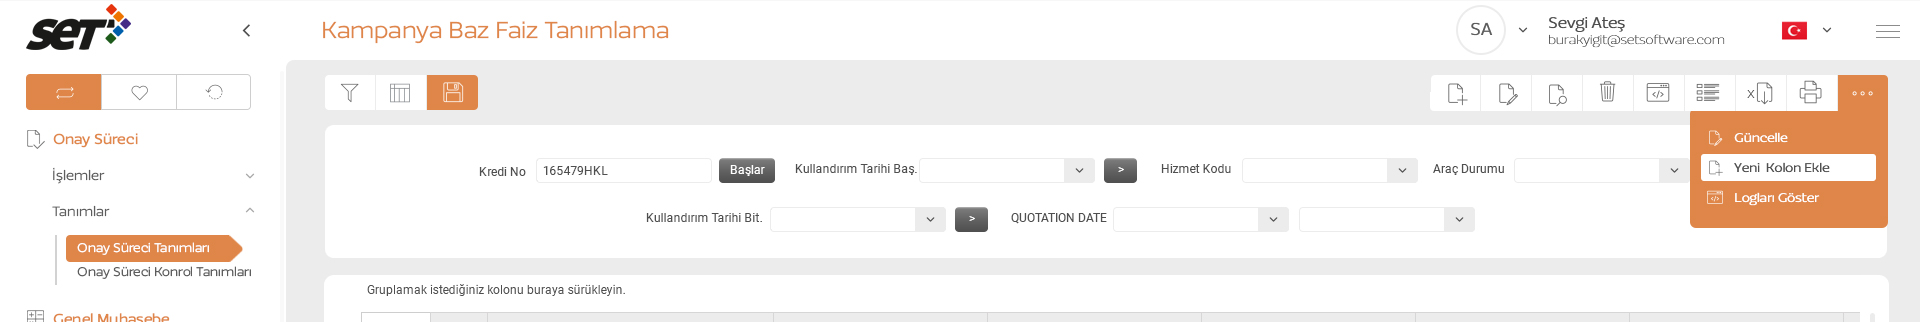 SET
Kampanya Baz Faiz Tanımlama
SA
Sevgi Ateş
burakyigit@setsoftware.com
Onay Süreci
İşlemler
Tanımlar
Onay Süreci Tanımları
Onay Süreci Konrol Tanımları
Genel Muhasebe
X
Güncelle
Yeni Kolon Ekle
Logları Göster
Kredi No
165479HKL
Başlar
Kullandırım Tarihi Baş.
>
Hizmet Kodu
Araç Durumu
Kullandırım Tarihi Bit.
>
QUOTATION DATE
Gruplamak istediğiniz kolonu buraya sürükleyin.